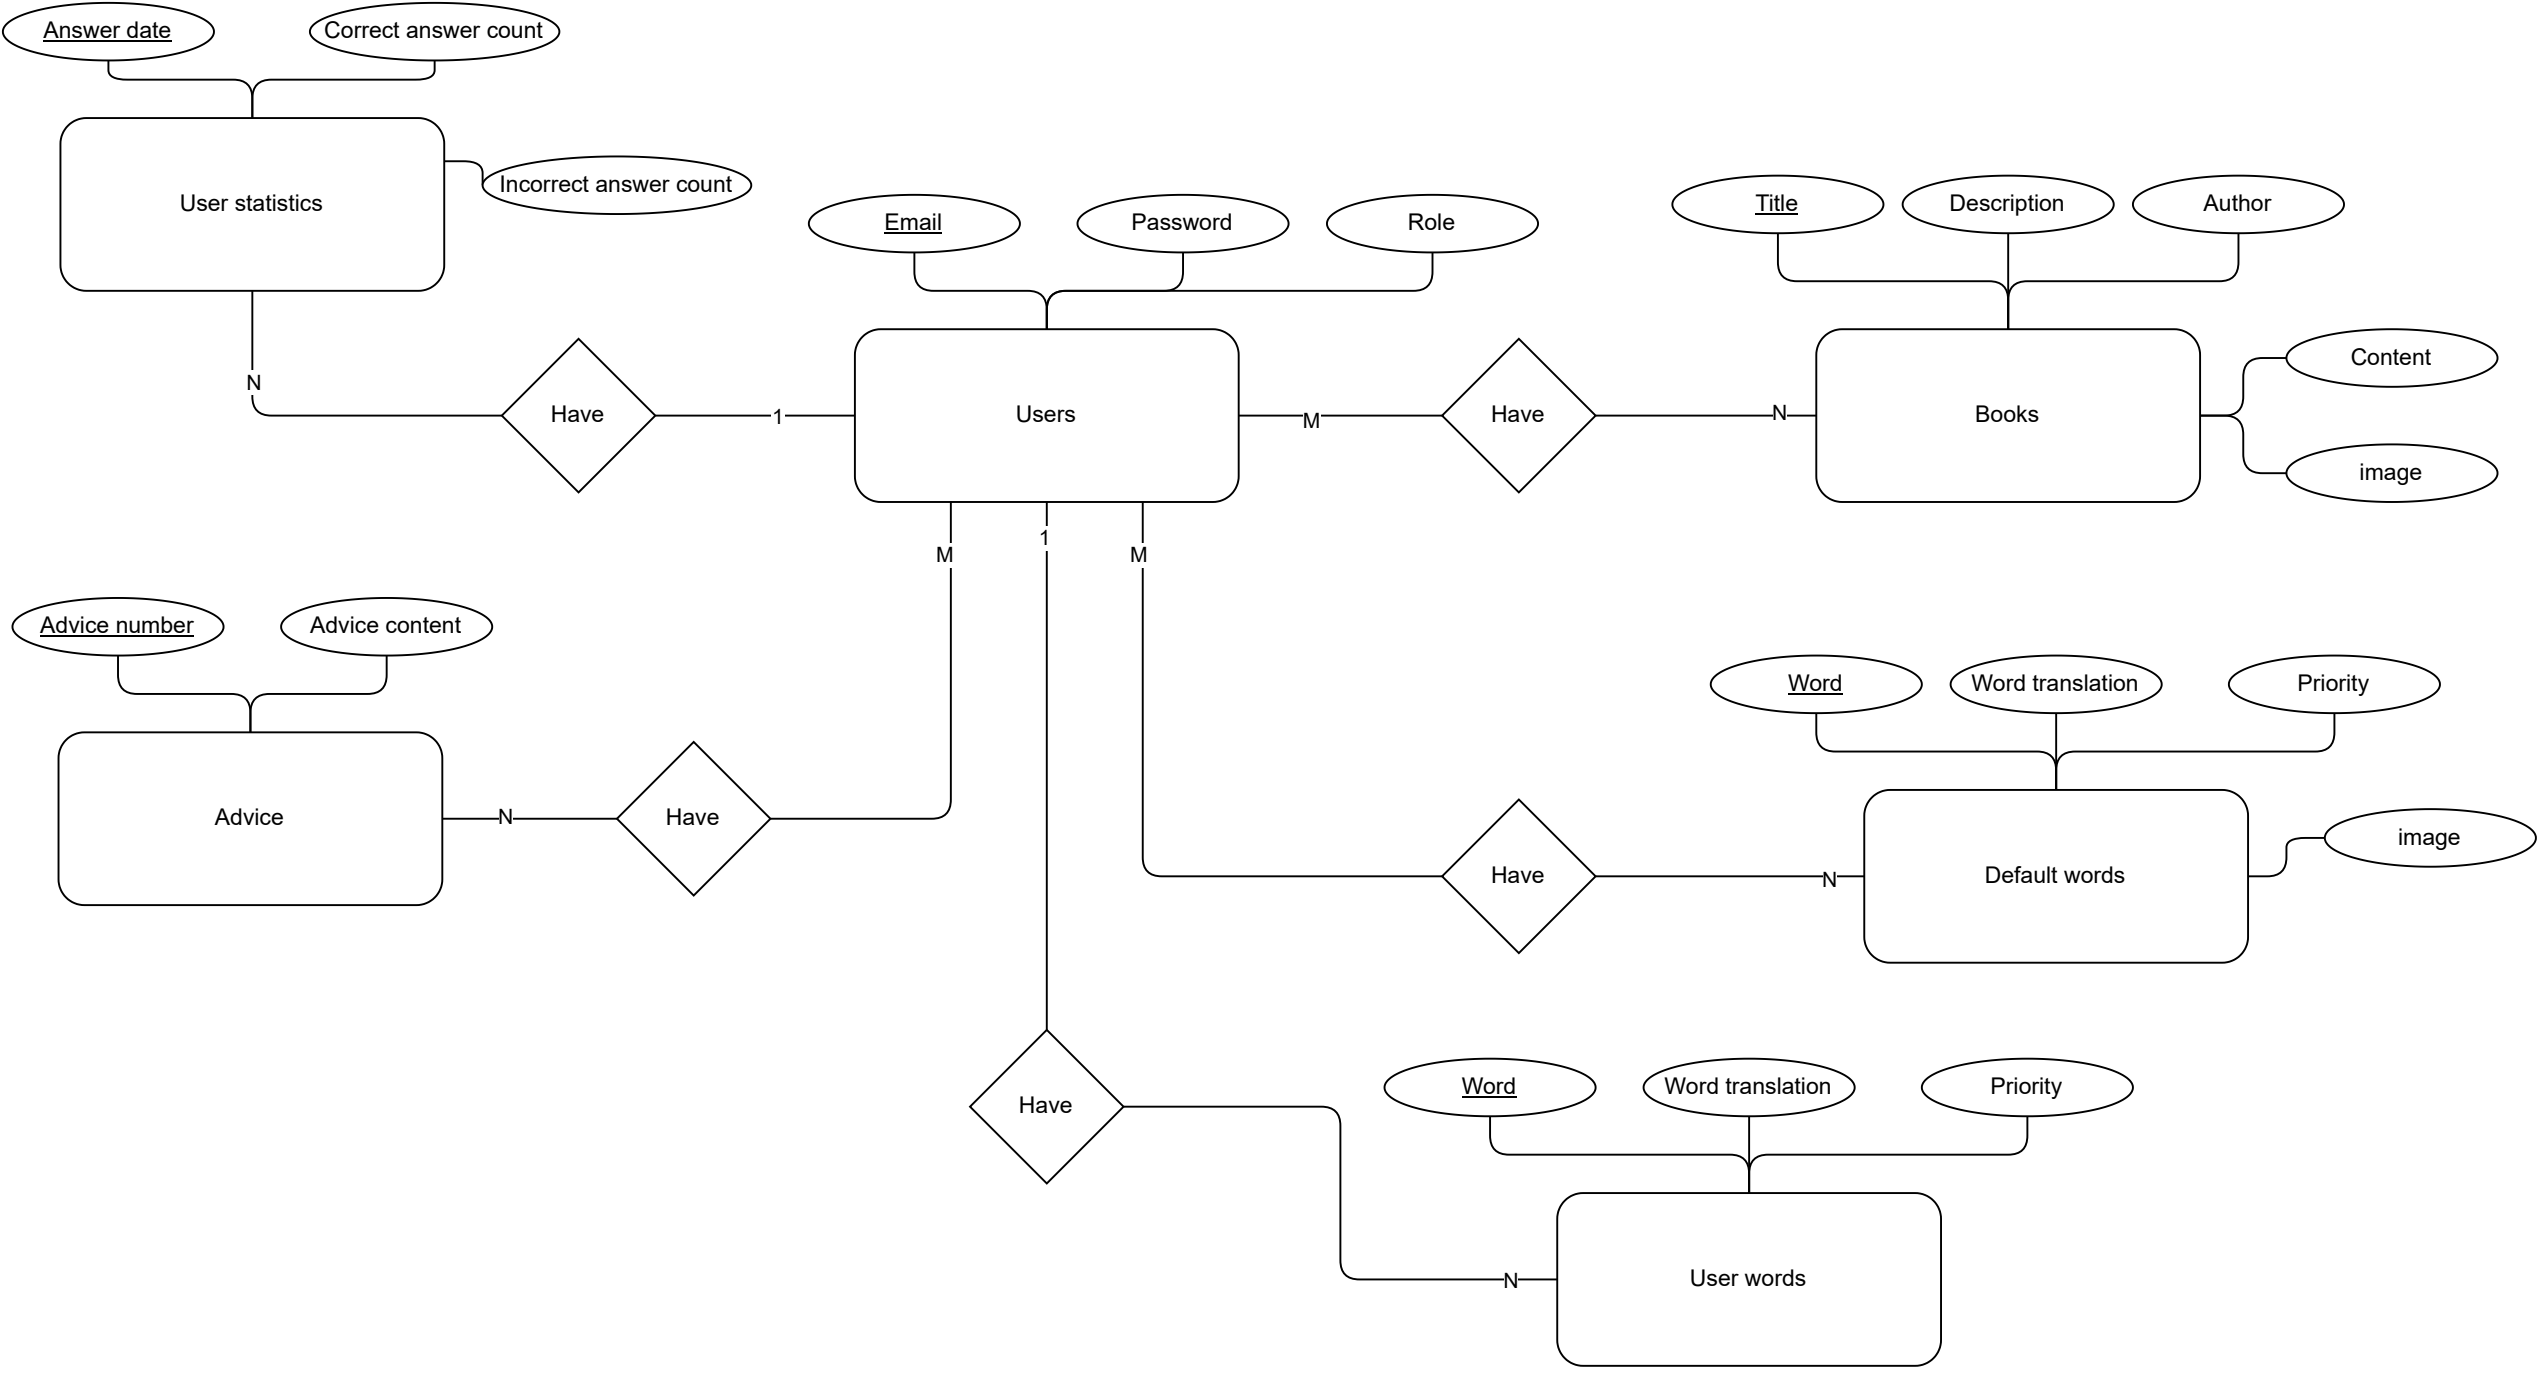 Answer date
Correct answer count
User statistics
Incorrect answer count
Email
Password
Role
Title
Description
Author
Content
image
N
Have
1
Users
M
Have
N
Books
M
1
M
Advice number
Advice content
Advice
N
Have
Word
Word translation
Priority
image
Have
N
Default words
Have
Word
Word translation
Priority
N
User words